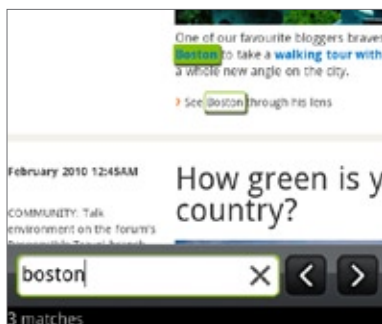 One of our favourite bloggers braves
Boston to take a walking tour with
a whole new angle on the city.
See Boston through his lens
February 2010 12:45AM
How green is y
country?
COMMUNITY: Talk
environment on the forum's
boston
3 matches